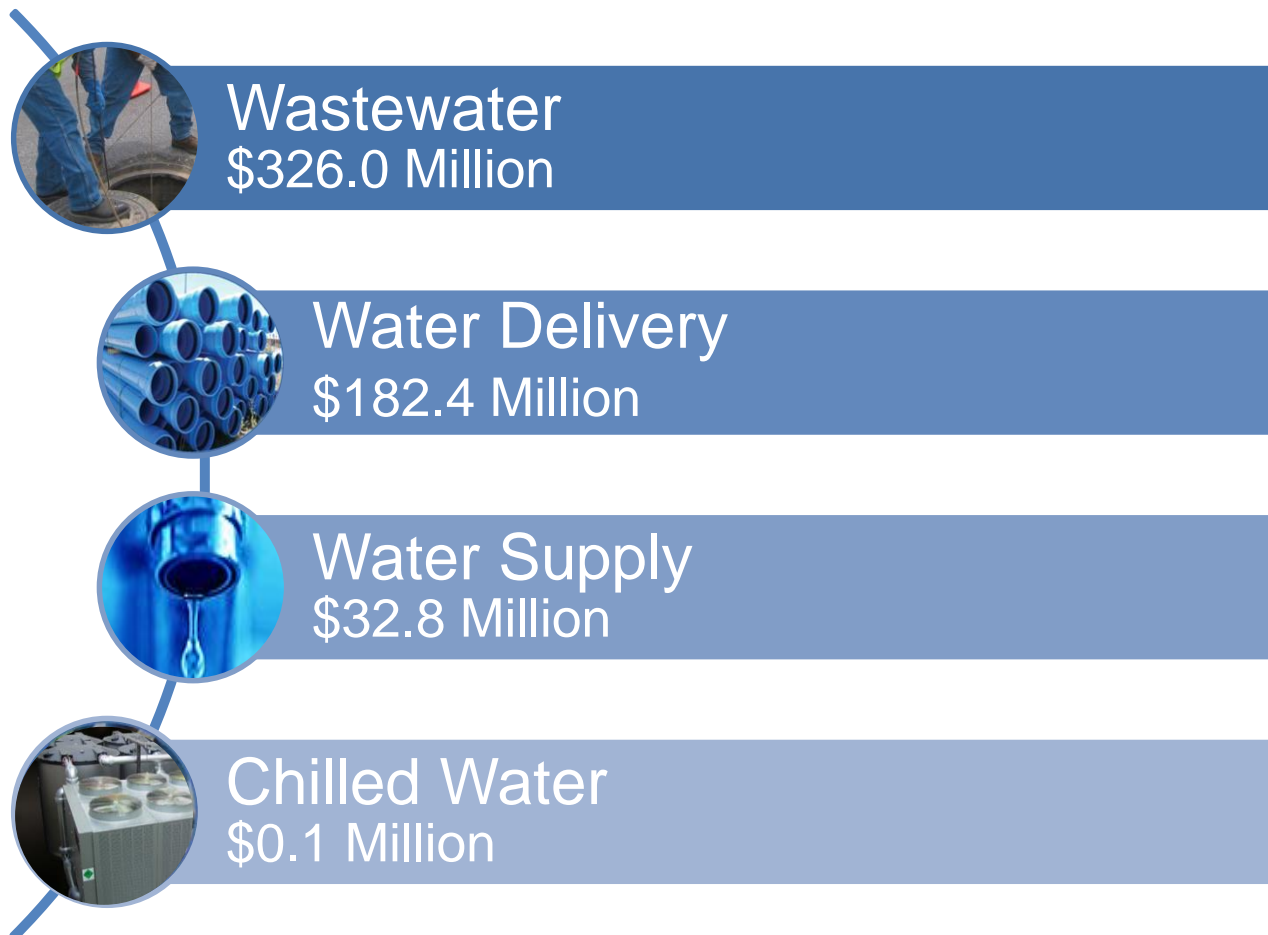 Wastewater
$326.0 Million
Water Delivery
$182.4 Million
Water Supply
$32.8 Million
Chilled Water
$0.1 Million